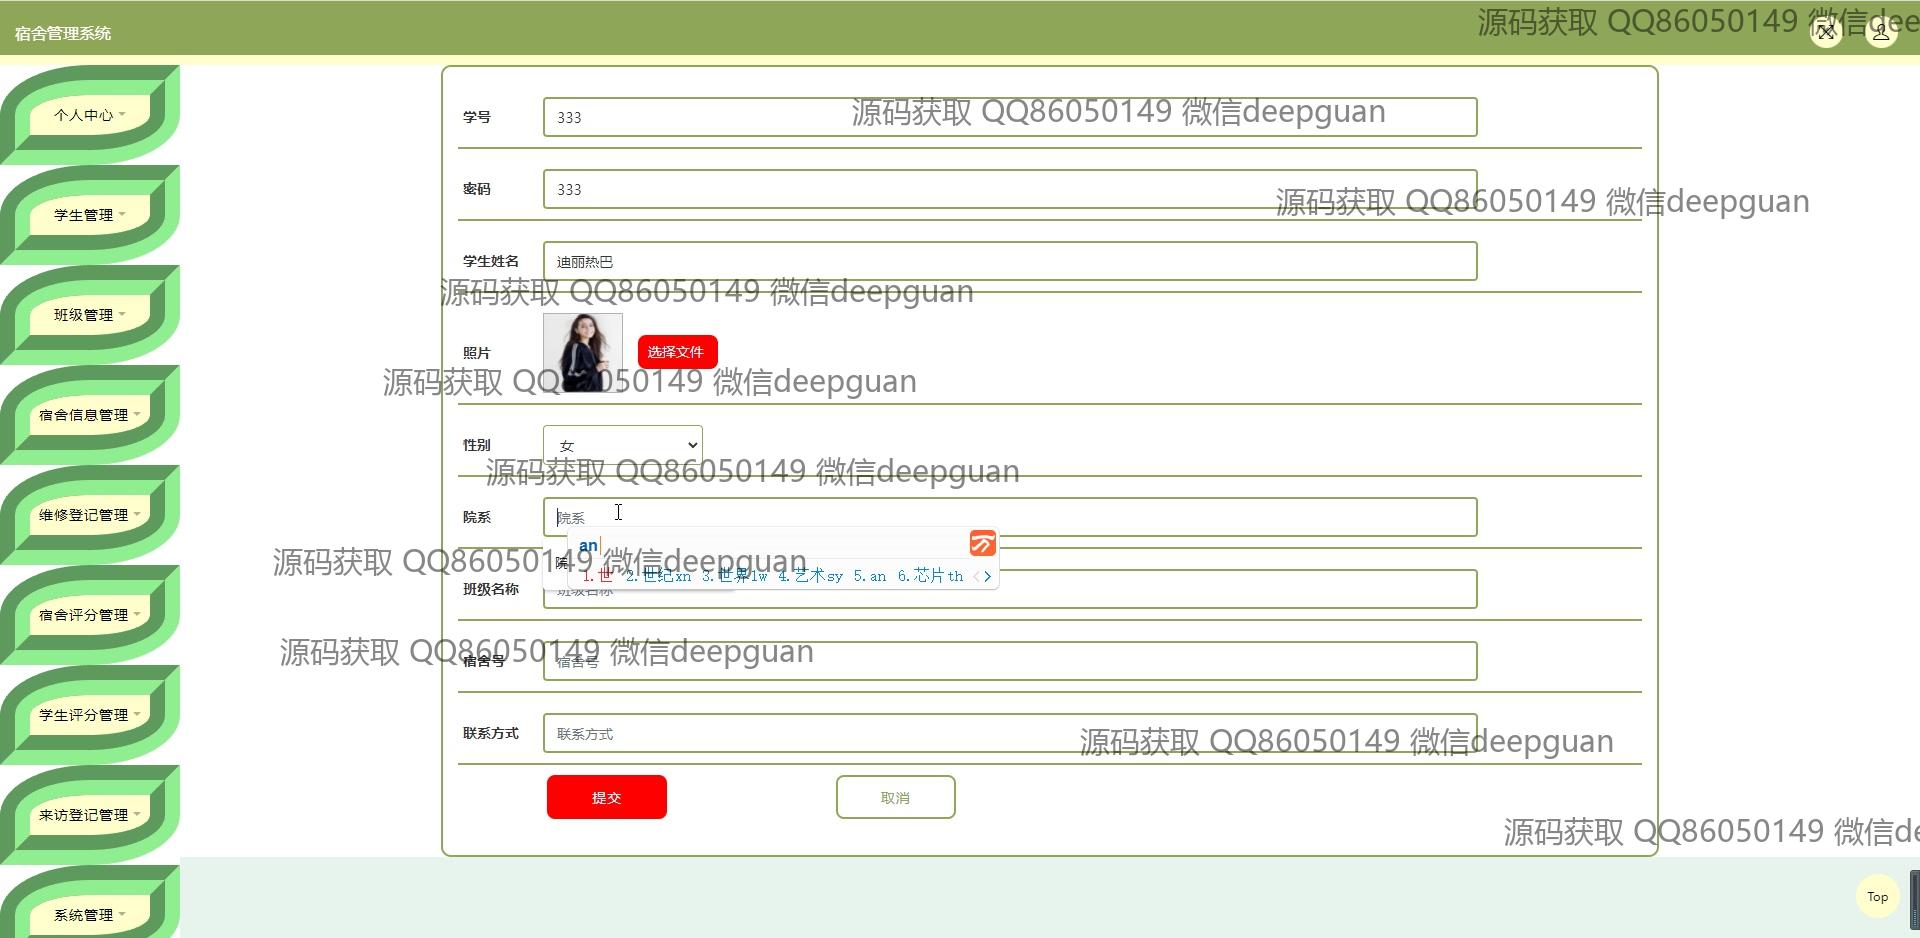 宿舍管理系统
源码获取 QQ86050149 微信dee
个人中心
学生管理
班级管理
宿舍信息管理
维修登记管理
宿舍评分管理
学生评分管理
来访登记管理
系统管理
学号 333
源码获取 QQ86050149 微信deepguan
密码 333
源码获取 QQ86050149 微信deepguan
学生姓名 迪丽热巴
源码获取 QQ86050149 微信deepguan
照片 选择文件
源码获取 QQ86050149 微信deepguan
性别 女
源码获取 QQ86050149 微信deepguan
院系 院系
an
源码获取 QQ86050149 微信deepguan
院
1.世 2.世纪xn 3.世界lw 4.艺术sy 5.an 6.芯片th
班级名称 班级名称
源码获取 QQ86050149 微信deepguan
宿舍号 宿舍号
联系方式 联系方式
源码获取 QQ86050149 微信deepguan
提交 取消
源码获取 QQ86050149 微信de
Top